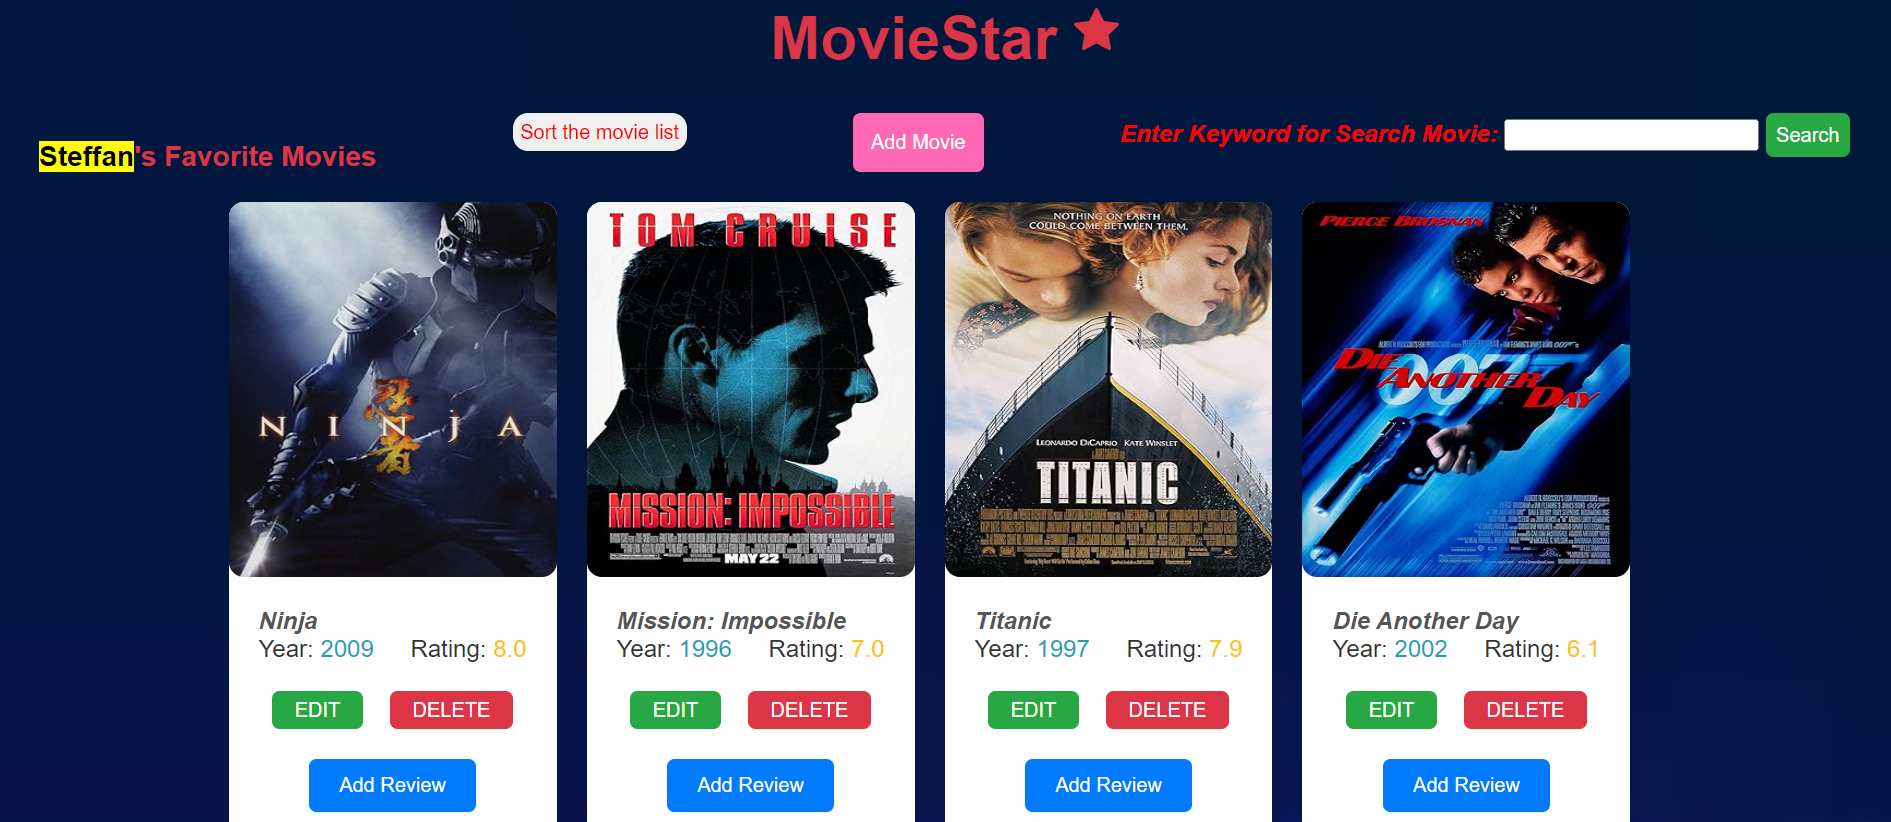 MovieStar
Steffan's Favorite Movies
Sort the movie list
Add Movie
Enter Keyword for Search Movie:
Search
NINJA
忍者
TOM CRUISE
MISSION: IMPOSSIBLE
MAY 22
NOTHING ON EARTH
COULD COME BETWEEN THEM.
LEONARDO DICAPRIO KATE WINSLET
TITANIC
PIERCE BROSNAN
DIE ANOTHER DAY
007
Ninja
Year: 2009 Rating: 8.0
EDIT DELETE
Add Review
Mission: Impossible
Year: 1996 Rating: 7.0
EDIT DELETE
Add Review
Titanic
Year: 1997 Rating: 7.9
EDIT DELETE
Add Review
Die Another Day
Year: 2002 Rating: 6.1
EDIT DELETE
Add Review